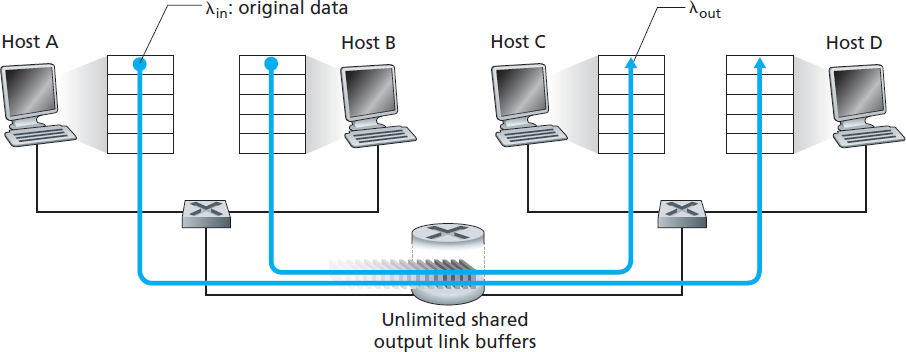 λin: original data
λout
Host A
Host B
Host C
Host D
Unlimited shared
output link buffers